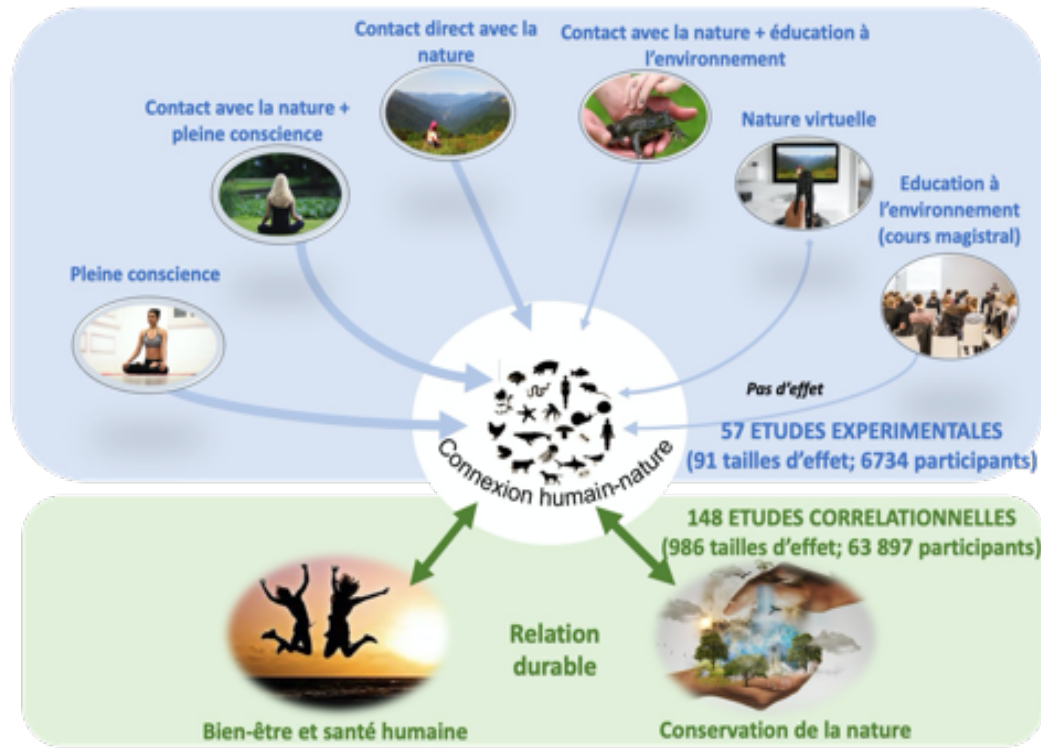 Contact direct avec la
nature
Contact avec la nature + éducation à
l'environnement
Contact avec la nature +
pleine conscience
Nature virtuelle
Education à
l'environnement
(cours magistral)
Pleine conscience
Pas d'effet
Connexion humain-nature
57 ETUDES EXPERIMENTALES
(91 tailles d'effet; 6734 participants)
148 ETUDES CORRELATIONNELLES
(986 tailles d'effet; 63 897 participants)
Relation
durable
Bien-être et santé humaine
Conservation de la nature